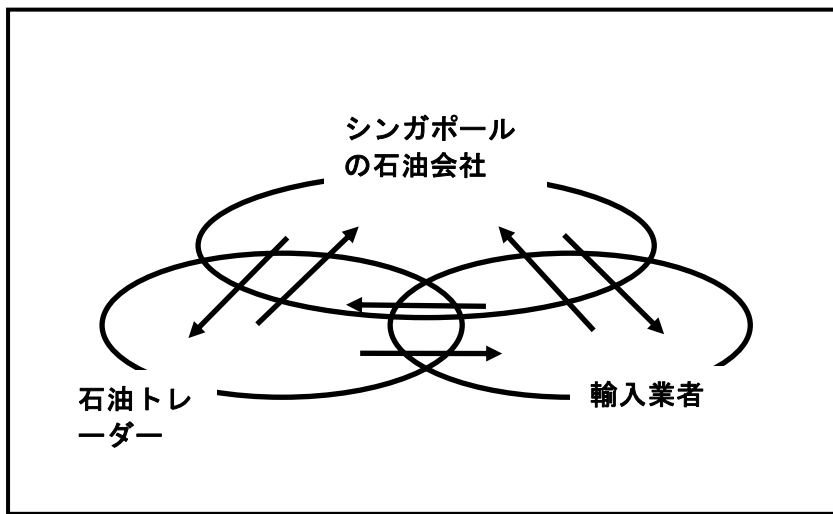 シンガポール
の石油会社
石油トレ
ーダー
輸入業者